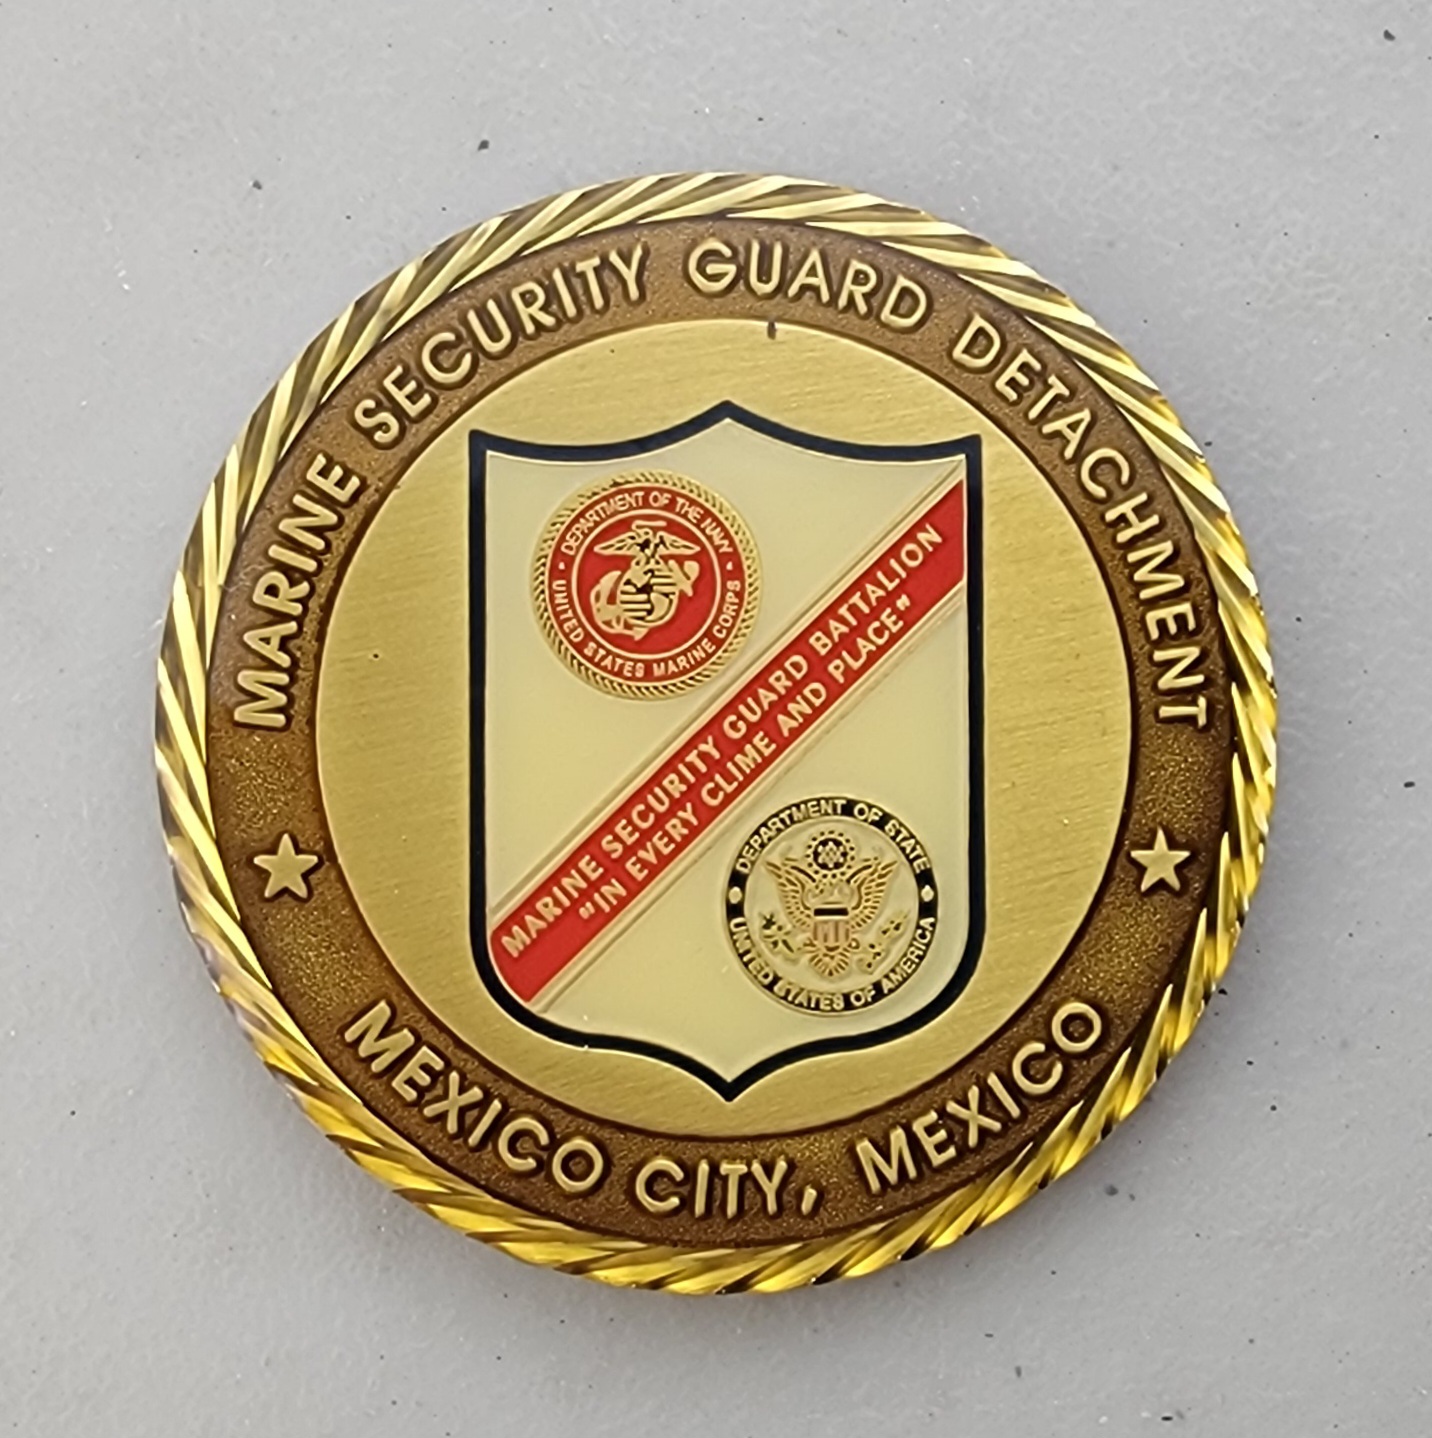 MARINE SECURITY GUARD DETACHMENT
DEPARTMENT OF THE NAVY
UNITED STATES MARINE CORPS
MARINE SECURITY GUARD BATTALION
"IN EVERY CLIME AND PLACE"
DEPARTMENT OF STATE
UNITED STATES OF AMERICA
MEXICO CITY, MEXICO